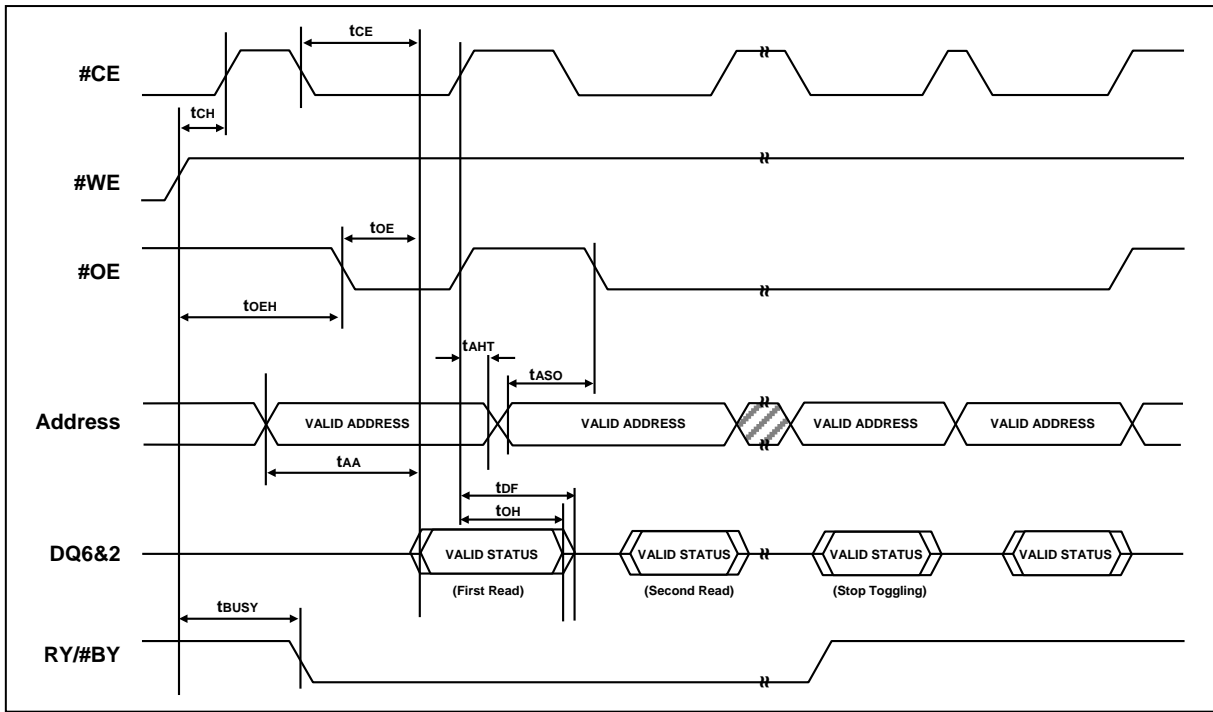 tCE
#CE
tCH
#WE
tOE
#OE
tOEH
tAHT
tASO
Address
VALID ADDRESS VALID ADDRESS VALID ADDRESS VALID ADDRESS
tAA
tDF
tOH
DQ6&2
VALID STATUS VALID STATUS VALID STATUS VALID STATUS
(First Read) (Second Read) (Stop Toggling)
tBUSY
RY/#BY